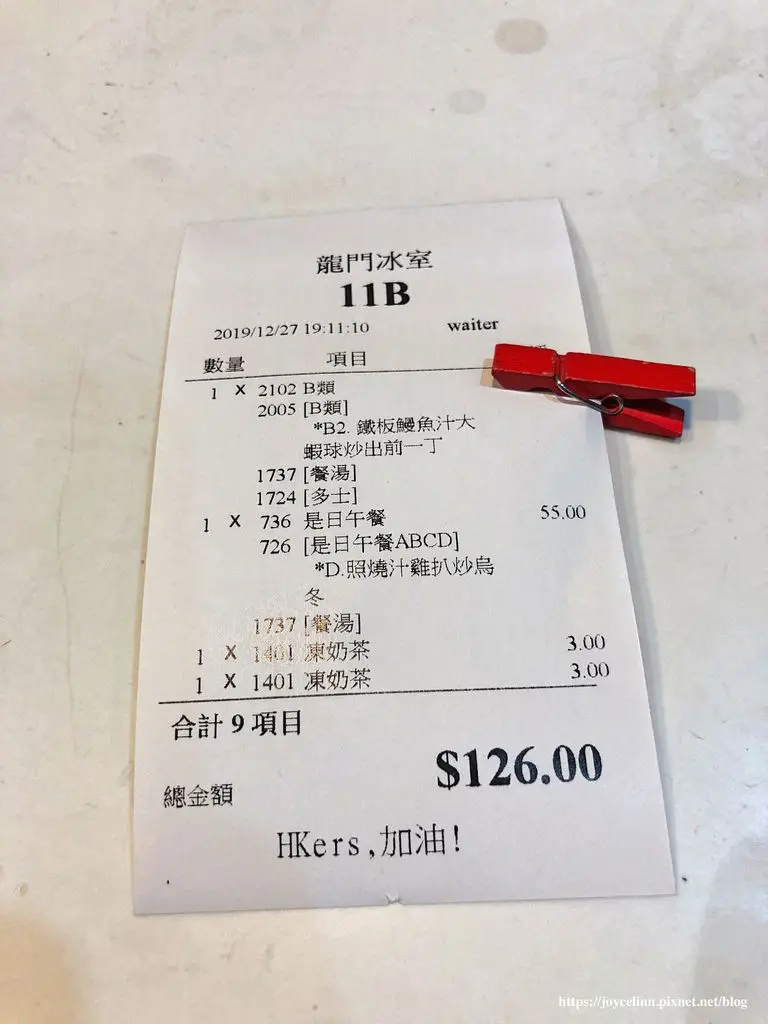 龍門冰室
11B
2019/12/27 19:11:10 waiter
數量 項目
1 X 2102 B類
2005 [B類]
*B2. 鐵板鰻魚汁大
蝦球炒出前一丁
1737 [餐湯]
1724 [多士]
1 X 736 是日午餐 55.00
726 [是日午餐ABCD]
*D.照燒汁雞扒炒烏
冬
1737 [餐湯]
1 X 1401 凍奶茶 3.00
1 X 1401 凍奶茶 3.00
合計 9 項目
$126.00
總金額
HKers,加油!
https://joycelinn.pixnet.net/blog